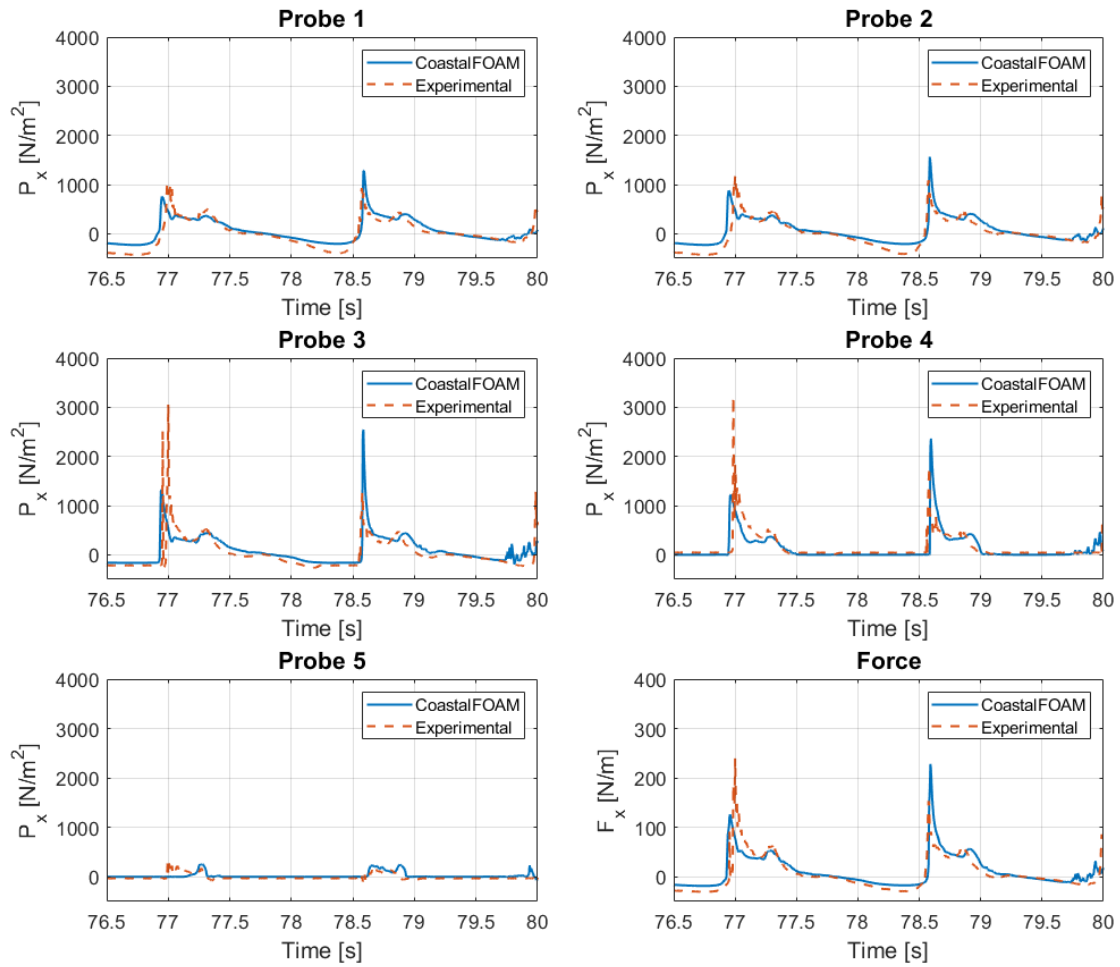 Probe 1
4000
3000
2000
1000
0
P_x [N/m^2]
CoastalFOAM
Experimental
76.5 77 77.5 78 78.5 79 79.5 80
Time [s]
Probe 2
4000
3000
2000
1000
0
P_x [N/m^2]
CoastalFOAM
Experimental
76.5 77 77.5 78 78.5 79 79.5 80
Time [s]
Probe 3
4000
3000
2000
1000
0
P_x [N/m^2]
CoastalFOAM
Experimental
76.5 77 77.5 78 78.5 79 79.5 80
Time [s]
Probe 4
4000
3000
2000
1000
0
P_x [N/m^2]
CoastalFOAM
Experimental
76.5 77 77.5 78 78.5 79 79.5 80
Time [s]
Probe 5
4000
3000
2000
1000
0
P_x [N/m^2]
CoastalFOAM
Experimental
76.5 77 77.5 78 78.5 79 79.5 80
Time [s]
Force
400
300
200
100
0
F_x [N/m]
CoastalFOAM
Experimental
76.5 77 77.5 78 78.5 79 79.5 80
Time [s]